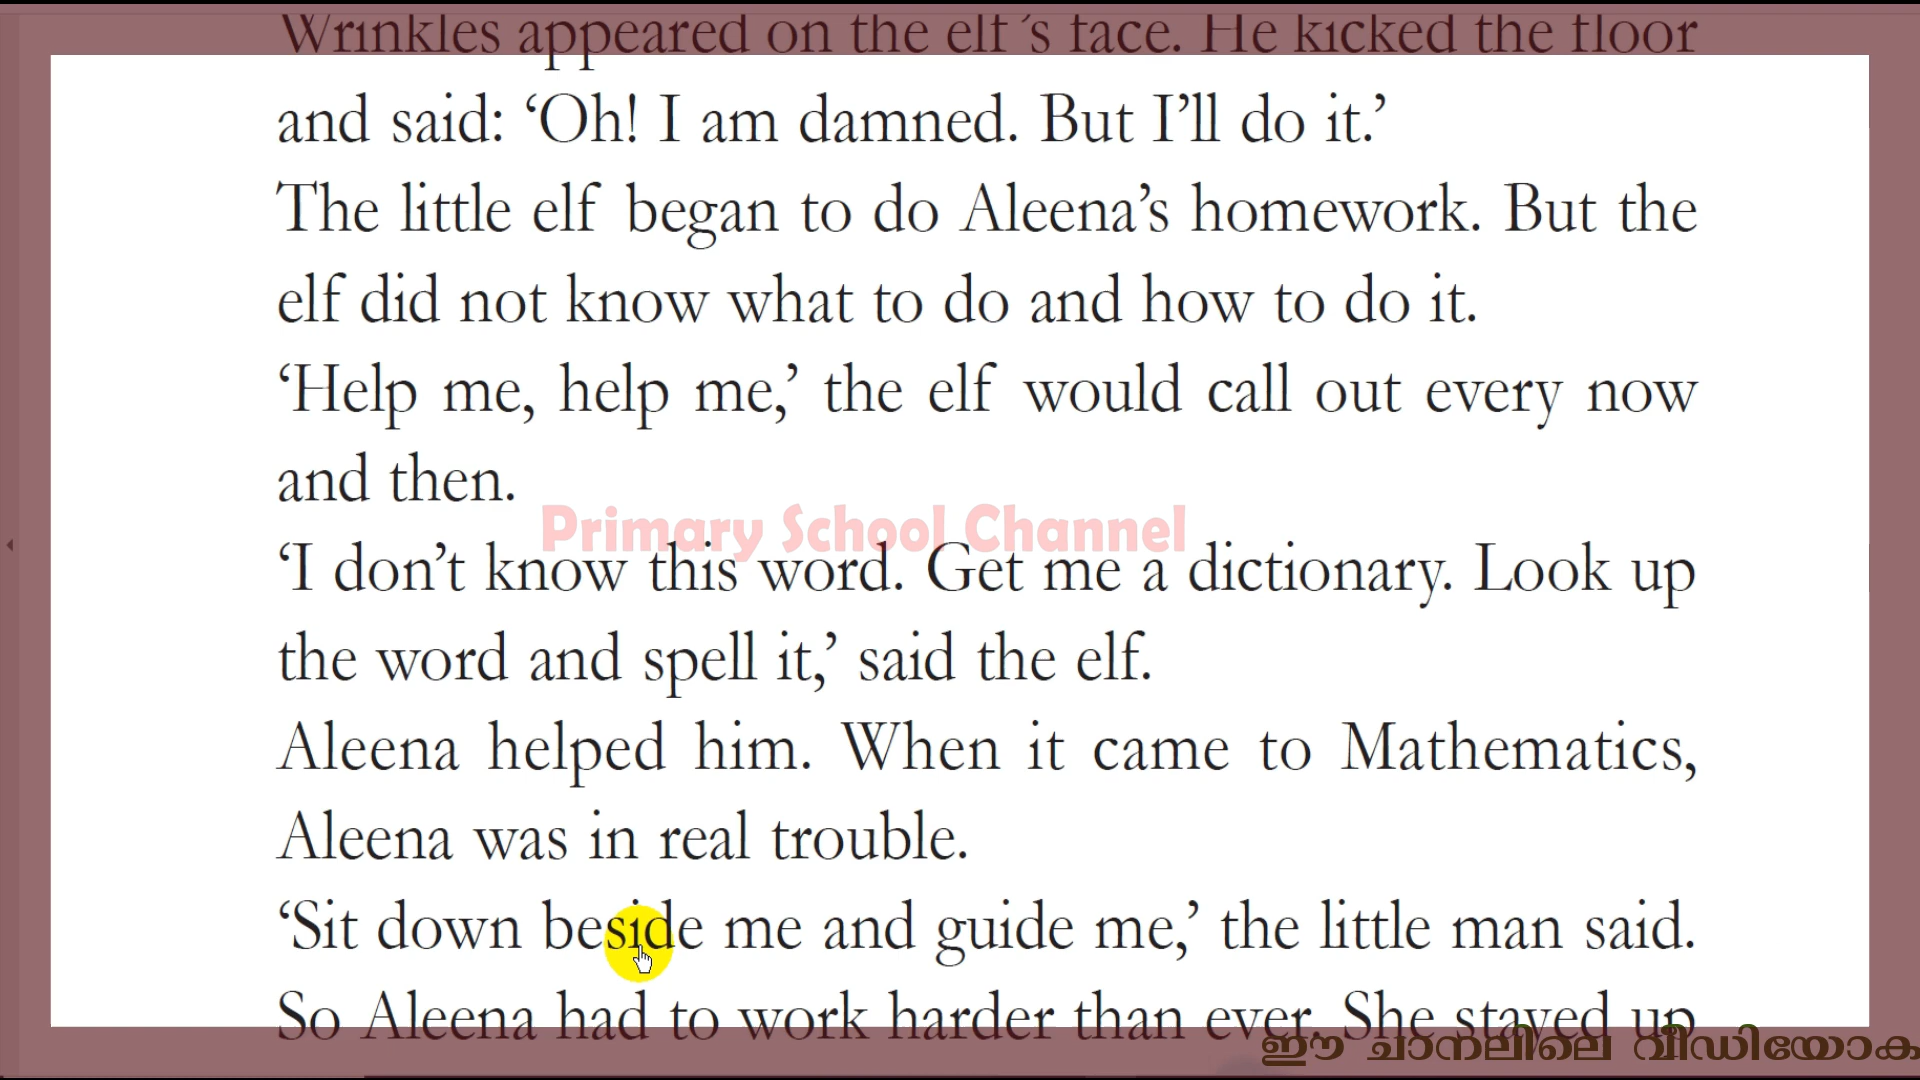 Wrinkles appeared on the elf’s face. He kicked the floor
and said: ‘Oh! I am damned. But I’ll do it.’
The little elf began to do Aleena’s homework. But the
elf did not know what to do and how to do it.
‘Help me, help me,’ the elf would call out every now
and then.
Primary School Channel
‘I don’t know this word. Get me a dictionary. Look up
the word and spell it,’ said the elf.
Aleena helped him. When it came to Mathematics,
Aleena was in real trouble.
‘Sit down beside me and guide me,’ the little man said.
So Aleena had to work harder than ever. She stayed up
ഈ ചാനലിലെ വീഡിയോക